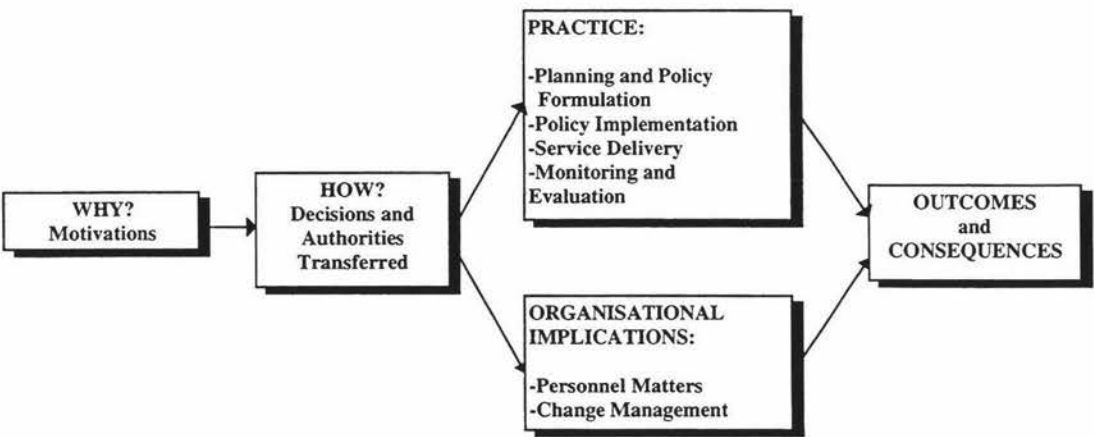 WHY?
Motivations
HOW?
Decisions and
Authorities
Transferred
PRACTICE:
-Planning and Policy
Formulation
-Policy Implementation
-Service Delivery
-Monitoring and
Evaluation
ORGANISATIONAL
IMPLICATIONS:
-Personnel Matters
-Change Management
OUTCOMES
and
CONSEQUENCES